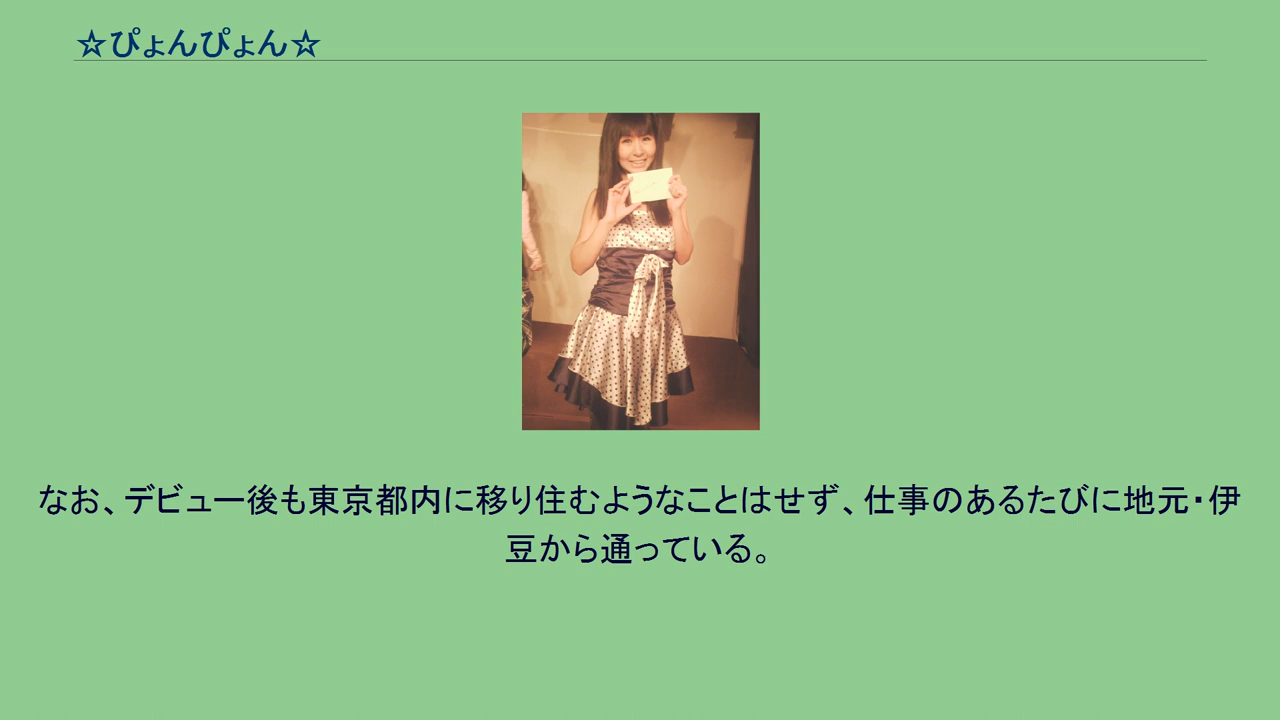 ☆ぴょんぴょん☆
なお、デビュー後も東京都内に移り住むようなことはせず、仕事のあるたびに地元・伊
豆から通っている。